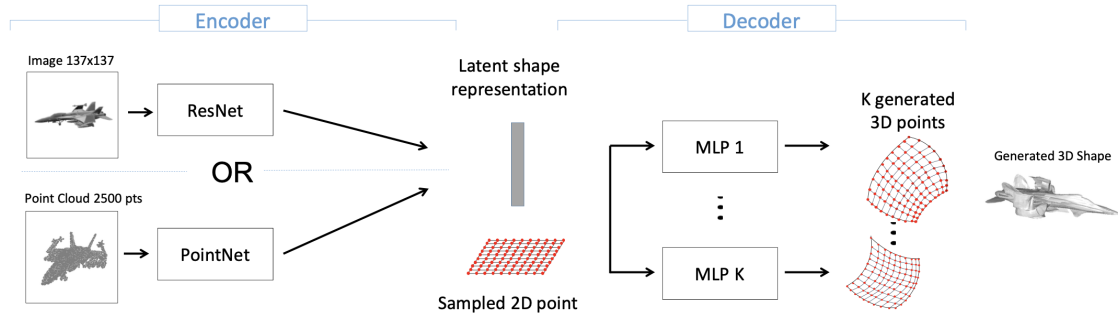 Encoder
Decoder
Image 137x137
ResNet
OR
Point Cloud 2500 pts
PointNet
Latent shape
representation
Sampled 2D point
MLP 1
MLP K
K generated
3D points
Generated 3D Shape